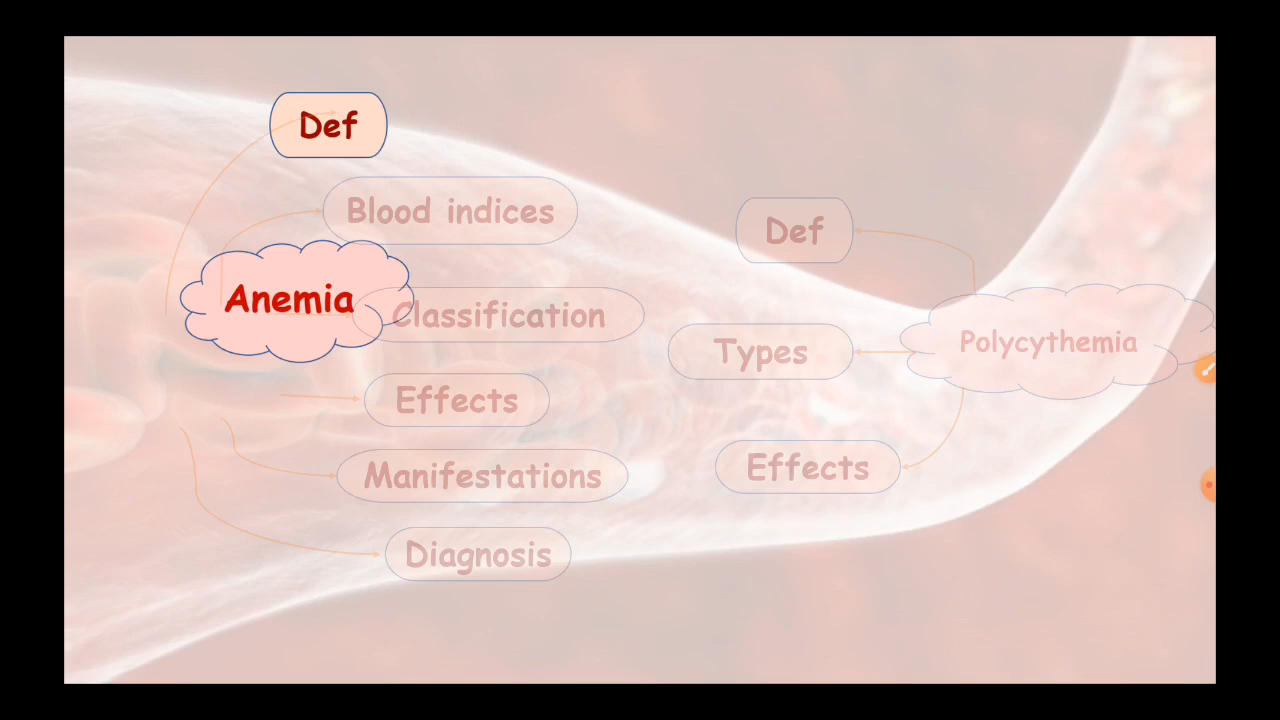 Def
Blood indices
Anemia
Classification
Effects
Manifestations
Diagnosis
Def
Types
Polycythemia
Effects